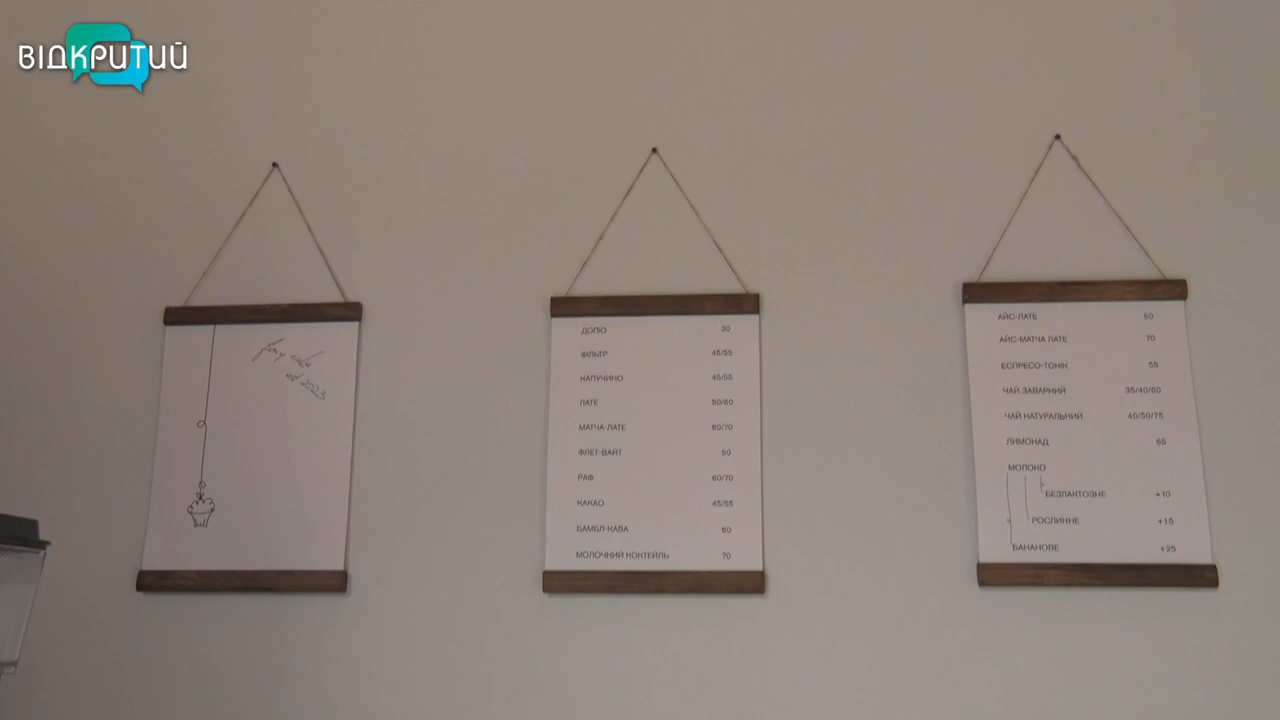 ВІДКРИТИЙ
est 2023
ДОПІО 30
ФІЛЬТР 45/55
КАПУЧИНО 45/55
ЛАТЕ 50/60
МАТЧА-ЛАТЕ 60/70
ФЛЕТ-ВАЙТ 50
РАФ 60/70
КАКАО 45/55
БАМБЛ-КАВА 60
МОЛОЧНИЙ КОКТЕЙЛЬ 70
АЙС-ЛАТЕ 50
АЙС-МАТЧА ЛАТЕ 70
ЕСПРЕСО-ТОНІК 55
ЧАЙ ЗАВАРНИЙ 35/40/60
ЧАЙ НАТУРАЛЬНИЙ 40/50/75
ЛИМОНАД 65
МОЛОКО
БЕЗЛАКТОЗНЕ +10
РОСЛИННЕ +15
БАНАНОВЕ +25